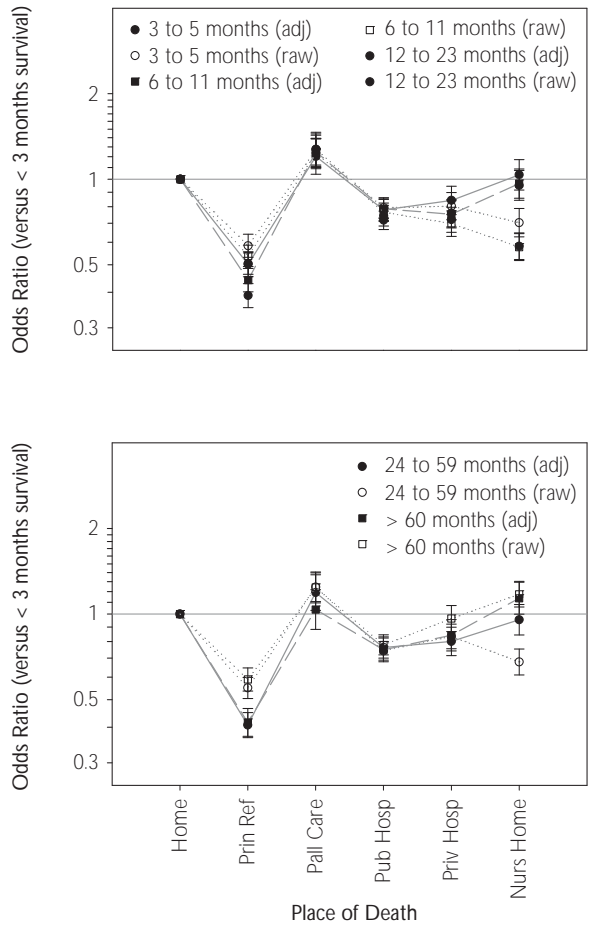 3 to 5 months (adj)
3 to 5 months (raw)
6 to 11 months (adj)
6 to 11 months (raw)
12 to 23 months (adj)
12 to 23 months (raw)
Odds Ratio (versus < 3 months survival)
2
1
0.5
0.3
24 to 59 months (adj)
24 to 59 months (raw)
> 60 months (adj)
> 60 months (raw)
Odds Ratio (versus < 3 months survival)
2
1
0.5
0.3
Home
Prin Ref
Pall Care
Pub Hosp
Priv Hosp
Nurs Home
Place of Death